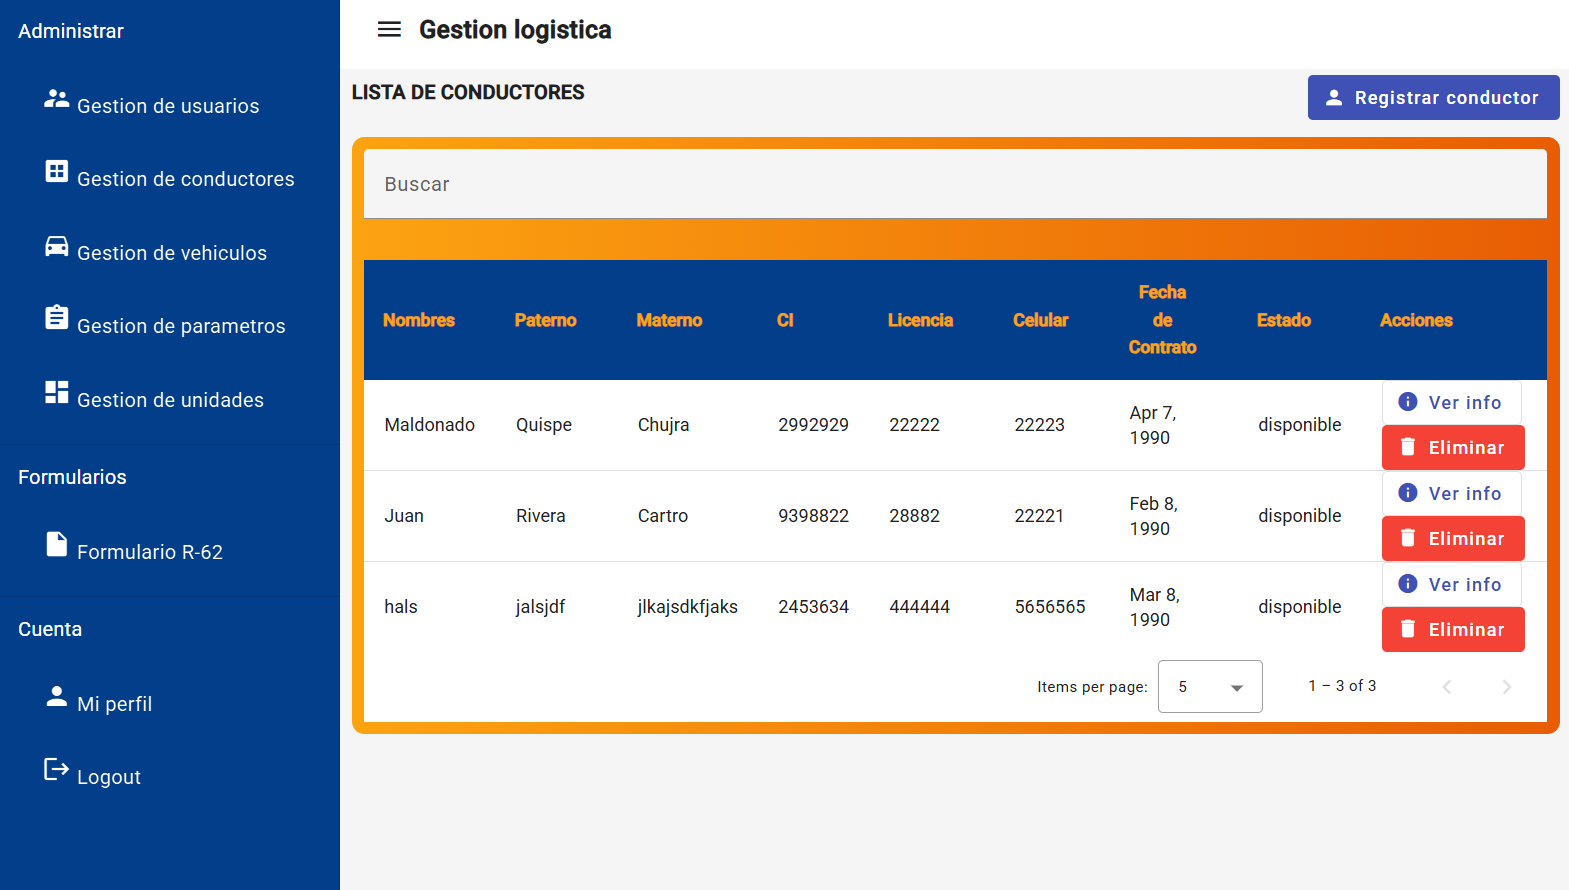 Administrar
Gestion de usuarios
Gestion de conductores
Gestion de vehiculos
Gestion de parametros
Gestion de unidades
Formularios
Formulario R-62
Cuenta
Mi perfil
Logout
Gestion logistica
LISTA DE CONDUCTORES
Registrar conductor
Buscar
Nombres Paterno Materno CI Licencia Celular Fecha de Contrato Estado Acciones
Maldonado Quispe Chujra 2992929 22222 22223 Apr 7, 1990 disponible Ver info Eliminar
Juan Rivera Cartro 9398822 28882 22221 Feb 8, 1990 disponible Ver info Eliminar
hals jalsjdf jlkajsdkfjaks 2453634 444444 5656565 Mar 8, 1990 disponible Ver info Eliminar
Items per page: 5 1 – 3 of 3